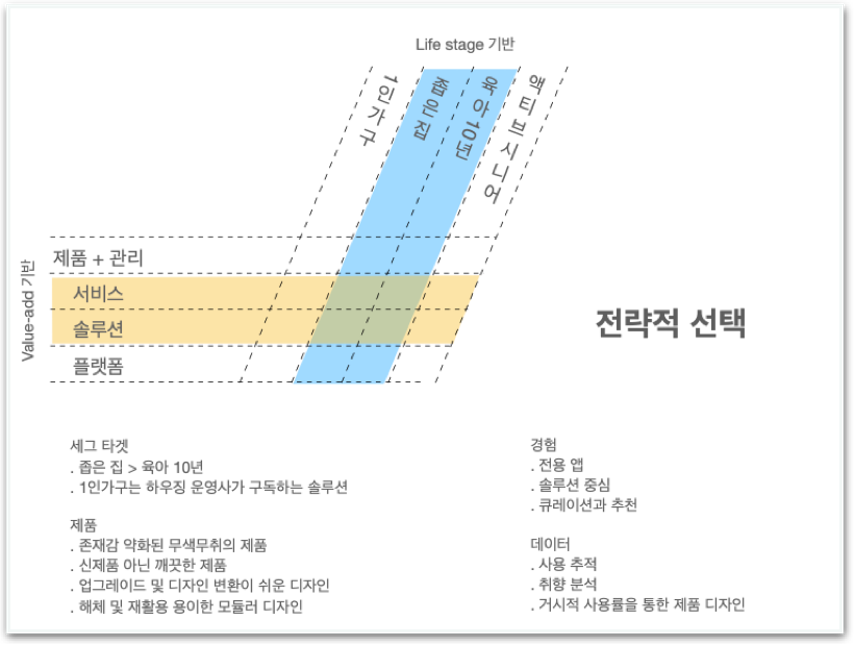 Life stage 기반
1인가구
좁은집
육아10년
액티브시니어
Value-add 기반
제품 + 관리
서비스
솔루션
플랫폼
전략적 선택
세그 타겟
. 좁은 집 > 육아 10년
. 1인가구는 하우징 운영사가 구독하는 솔루션
제품
. 존재감 약화된 무색무취의 제품
. 신제품 아닌 깨끗한 제품
. 업그레이드 및 디자인 변환이 쉬운 디자인
. 해체 및 재활용 용이한 모듈러 디자인
경험
. 전용 앱
. 솔루션 중심
. 큐레이션과 추천
데이터
. 사용 추적
. 취향 분석
. 거시적 사용률을 통한 제품 디자인